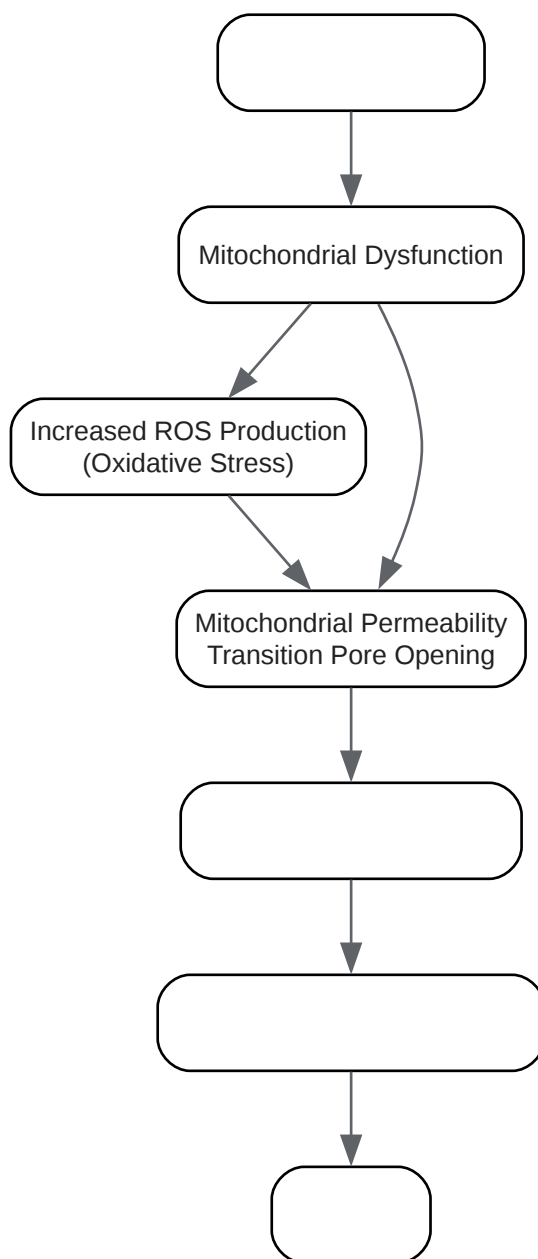 Mitochondrial Dysfunction
Increased ROS Production
(Oxidative Stress)
Mitochondrial Permeability
Transition Pore Opening